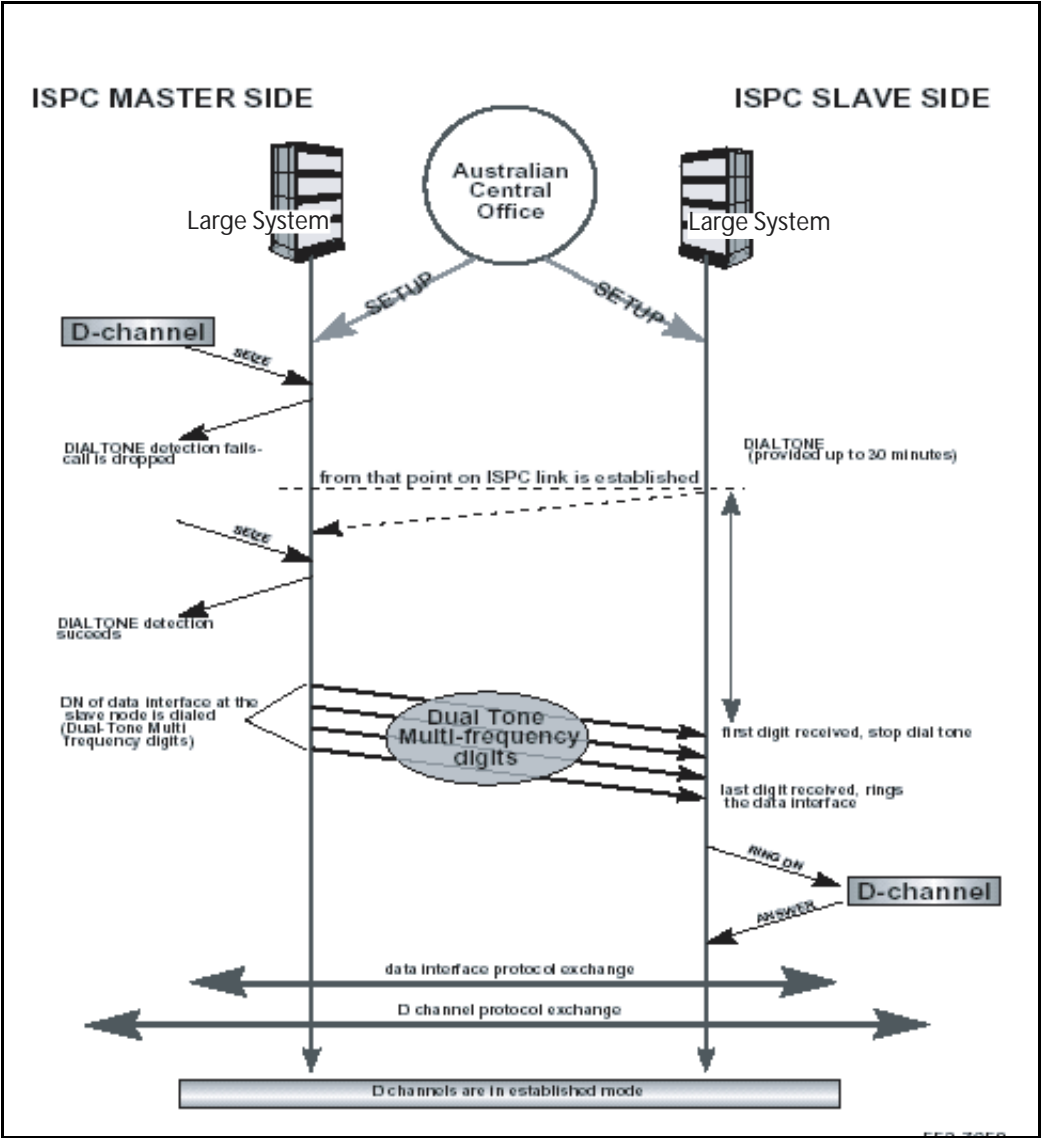 ISPC MASTER SIDE
ISPC SLAVE SIDE
Australian
Central
Office
Large System
Large System
SETUP
SETUP
D-channel
SEIZE
DIALTONE detection fails-
call is dropped
DIALTONE
(provided up to 30 minutes)
from that point on ISPC link is established
SEIZE
DIALTONE detection
suceeds
DN of data interface at the
slave node is dialed
(Dual-Tone Multi
frequency digits)
Dual Tone
Multi-frequency
digits
first digit received, stop dial tone
last digit received, rings
the data interface
RING DN
D-channel
ANSWER
data interface protocol exchange
D channel protocol exchange
D channels are in established mode